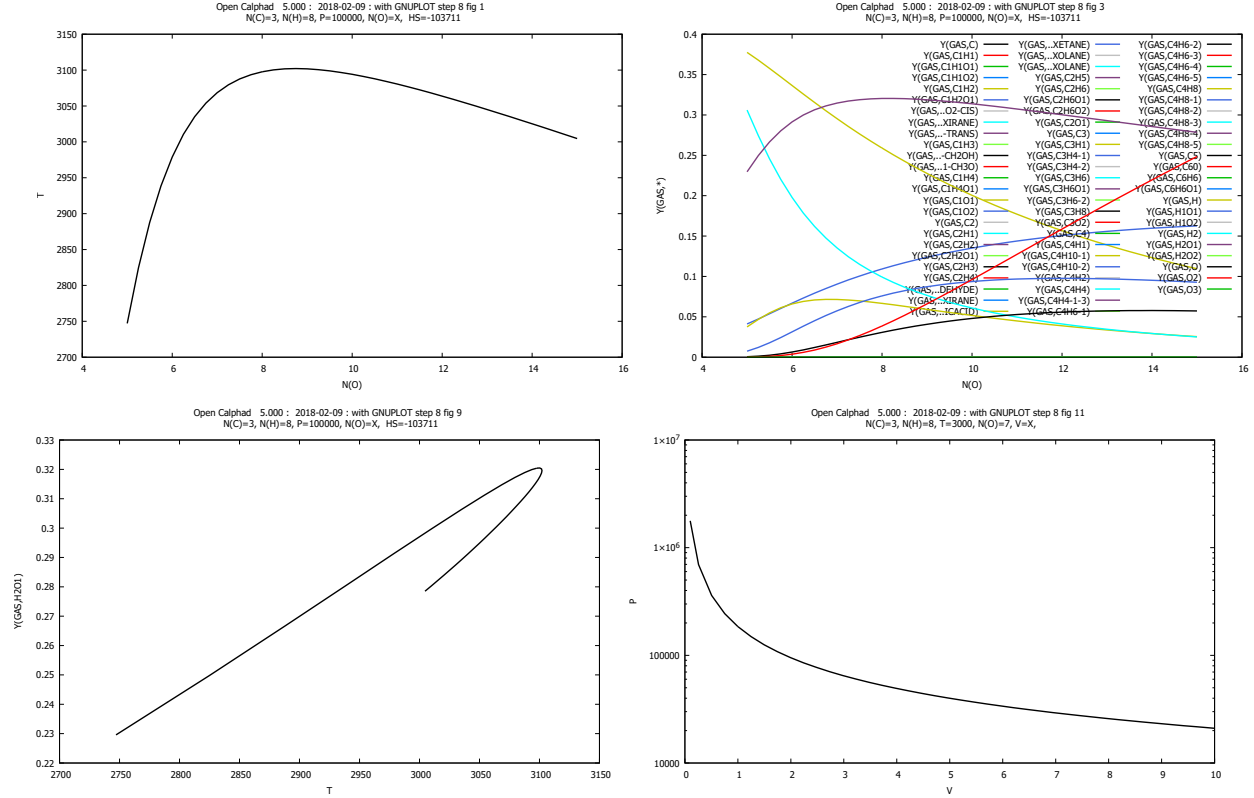 Open Calphad   5.000 :  2018-02-09 : with GNUPLOT step 8 fig 1
N(C)=3, N(H)=8, P=100000, N(O)=X,  HS=-103711
3150
3100
3050
3000
2950
2900
2850
2800
2750
2700
T
4 6 8 10 12 14 16
N(O)
Open Calphad   5.000 :  2018-02-09 : with GNUPLOT step 8 fig 3
N(C)=3, N(H)=8, P=100000, N(O)=X,  HS=-103711
0.4
0.35
0.3
0.25
0.2
0.15
0.1
0.05
0
Y(GAS,*)
Y(GAS,C)
Y(GAS,C1H1)
Y(GAS,C1H1O1)
Y(GAS,C1H1O2)
Y(GAS,C1H2)
Y(GAS,C1H2O1)
Y(GAS,..O2-CIS)
Y(GAS,..XIRANE)
Y(GAS,..-TRANS)
Y(GAS,C1H3)
Y(GAS,..-CH2OH)
Y(GAS,..1-CH3O)
Y(GAS,C1H4)
Y(GAS,C1H4O1)
Y(GAS,C1O1)
Y(GAS,C1O2)
Y(GAS,C2)
Y(GAS,C2H1)
Y(GAS,C2H2)
Y(GAS,C2H2O1)
Y(GAS,C2H3)
Y(GAS,C2H4)
Y(GAS,..DEHYDE)
Y(GAS,..XIRANE)
Y(GAS,..ICACID)
Y(GAS,..XETANE)
Y(GAS,..XOLANE)
Y(GAS,..XOLANE)
Y(GAS,C2H5)
Y(GAS,C2H6)
Y(GAS,C2H6O1)
Y(GAS,C2H6O2)
Y(GAS,C2O1)
Y(GAS,C3)
Y(GAS,C3H1)
Y(GAS,C3H4-1)
Y(GAS,C3H4-2)
Y(GAS,C3H6)
Y(GAS,C3H6O1)
Y(GAS,C3H6-2)
Y(GAS,C3H8)
Y(GAS,C3O2)
Y(GAS,C4)
Y(GAS,C4H1)
Y(GAS,C4H10-1)
Y(GAS,C4H10-2)
Y(GAS,C4H2)
Y(GAS,C4H4)
Y(GAS,C4H4-1-3)
Y(GAS,C4H6-1)
Y(GAS,C4H6-2)
Y(GAS,C4H6-3)
Y(GAS,C4H6-4)
Y(GAS,C4H6-5)
Y(GAS,C4H8)
Y(GAS,C4H8-1)
Y(GAS,C4H8-2)
Y(GAS,C4H8-3)
Y(GAS,C4H8-4)
Y(GAS,C4H8-5)
Y(GAS,C5)
Y(GAS,C60)
Y(GAS,C6H6)
Y(GAS,C6H6O1)
Y(GAS,H)
Y(GAS,H1O1)
Y(GAS,H1O2)
Y(GAS,H2)
Y(GAS,H2O1)
Y(GAS,H2O2)
Y(GAS,O)
Y(GAS,O2)
Y(GAS,O3)
4 6 8 10 12 14 16
N(O)
Open Calphad   5.000 :  2018-02-09 : with GNUPLOT step 8 fig 9
N(C)=3, N(H)=8, P=100000, N(O)=X,  HS=-103711
0.33
0.32
0.31
0.3
0.29
0.28
0.27
0.26
0.25
0.24
0.23
0.22
Y(GAS,H2O1)
2700 2750 2800 2850 2900 2950 3000 3050 3100 3150
T
Open Calphad   5.000 :  2018-02-09 : with GNUPLOT step 8 fig 11
N(C)=3, N(H)=8, T=3000, N(O)=7, V=X,
1×10⁷
1×10⁶
100000
10000
P
0 1 2 3 4 5 6 7 8 9 10
V